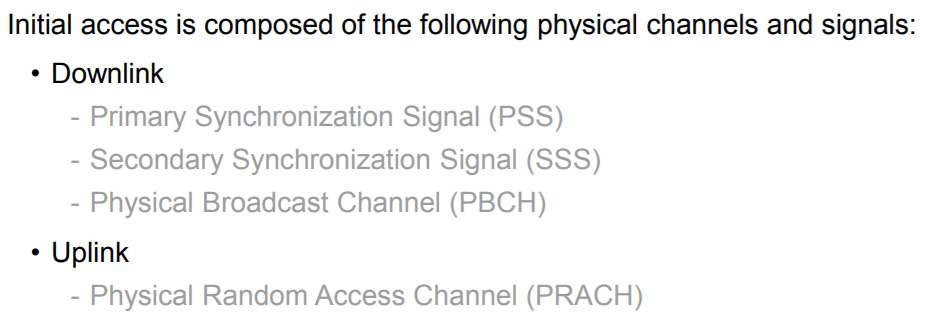 Initial access is composed of the following physical channels and signals:
• Downlink
- Primary Synchronization Signal (PSS)
- Secondary Synchronization Signal (SSS)
- Physical Broadcast Channel (PBCH)
• Uplink
- Physical Random Access Channel (PRACH)